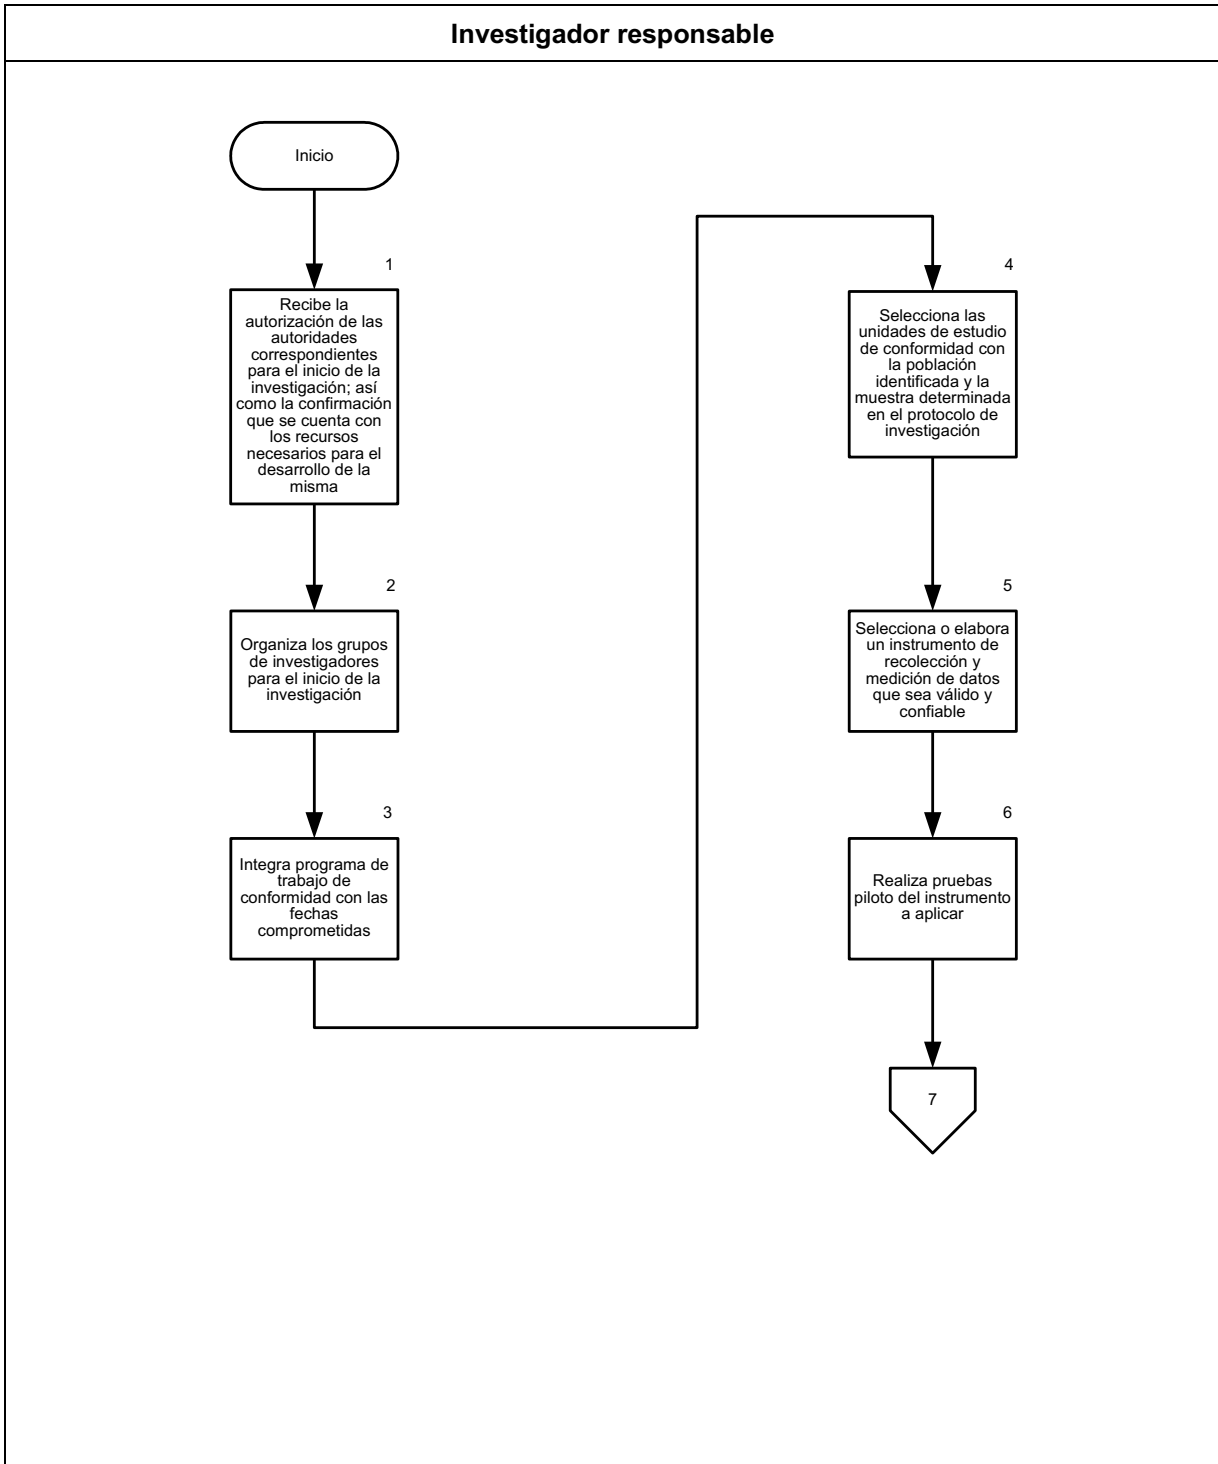 Investigador responsable
Inicio
1
Recibe la
autorización de las
autoridades
correspondientes
para el inicio de la
investigación; así
como la confirmación
que se cuenta con
los recursos
necesarios para el
desarrollo de la
misma
2
Organiza los grupos
de investigadores
para el inicio de la
investigación
3
Integra programa de
trabajo de
conformidad con las
fechas
comprometidas
4
Selecciona las
unidades de estudio
de conformidad con
la población
identificada y la
muestra determinada
en el protocolo de
investigación
5
Selecciona o elabora
un instrumento de
recolección y
medición de datos
que sea válido y
confiable
6
Realiza pruebas
piloto del instrumento
a aplicar
7